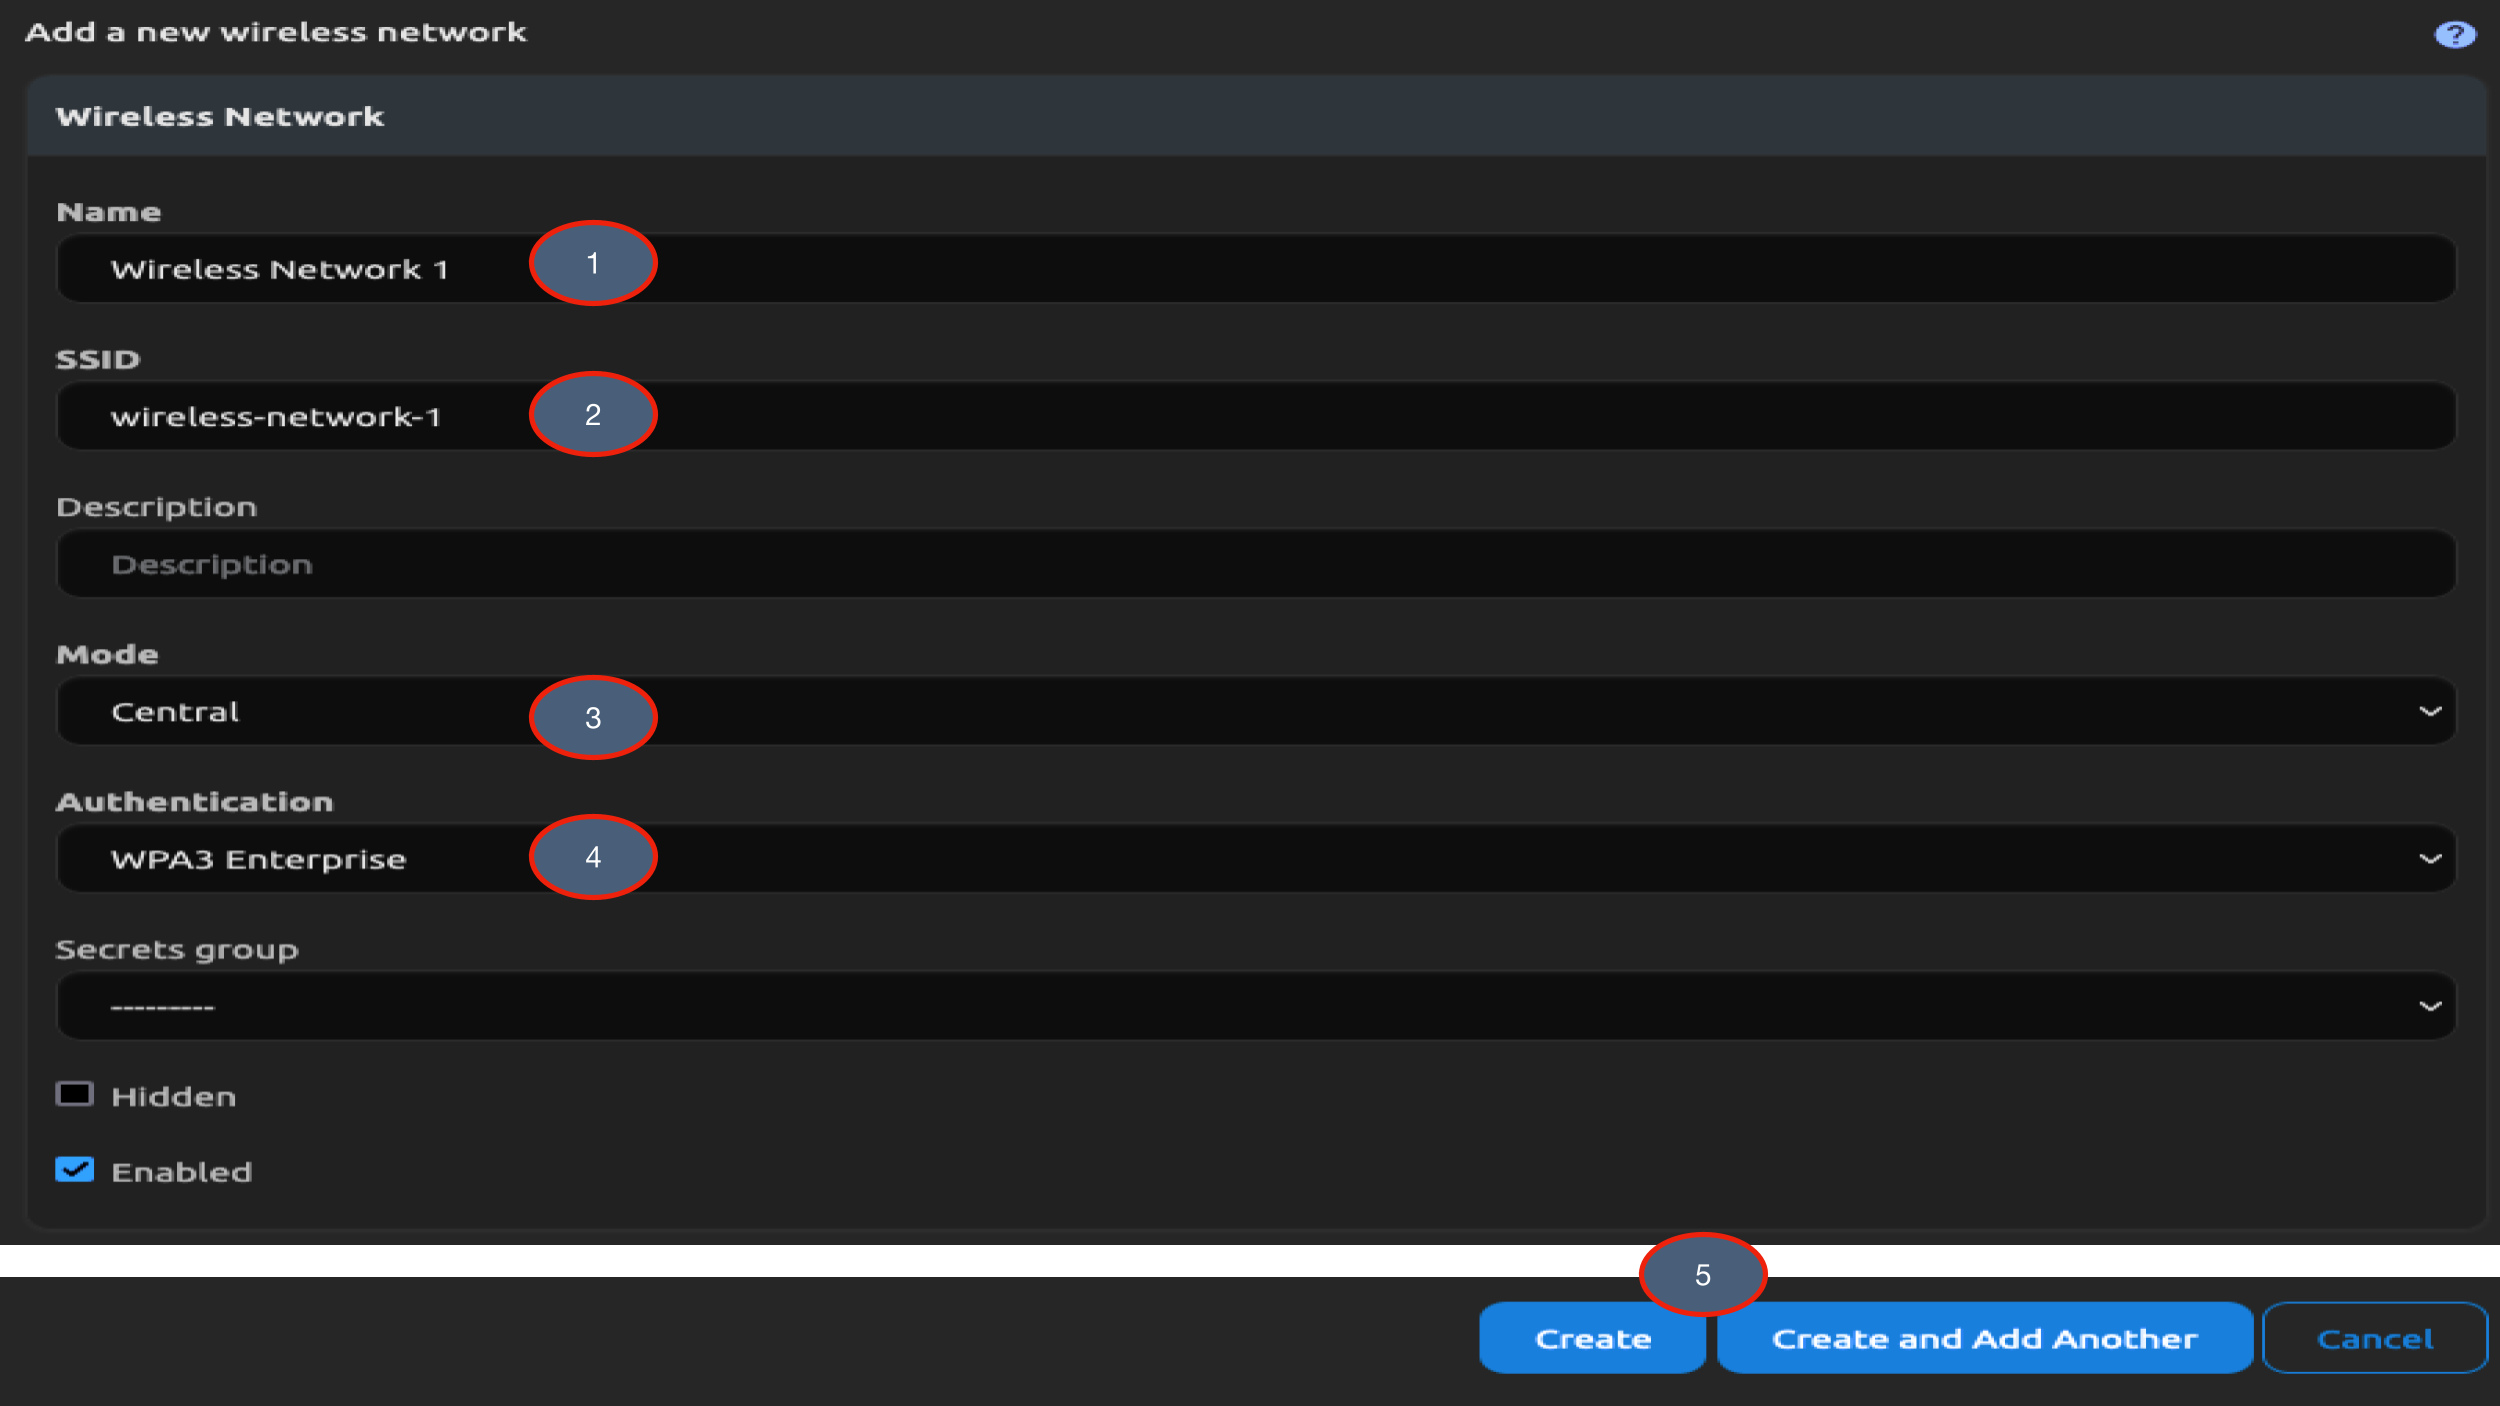 Add a new wireless network
?
Wireless Network
Name
Wireless Network 1
1
SSID
wireless-network-1
2
Description
Description
Mode
Central
3
Authentication
WPA3 Enterprise
4
Secrets group
---------
Hidden
Enabled
5
Create
Create and Add Another
Cancel